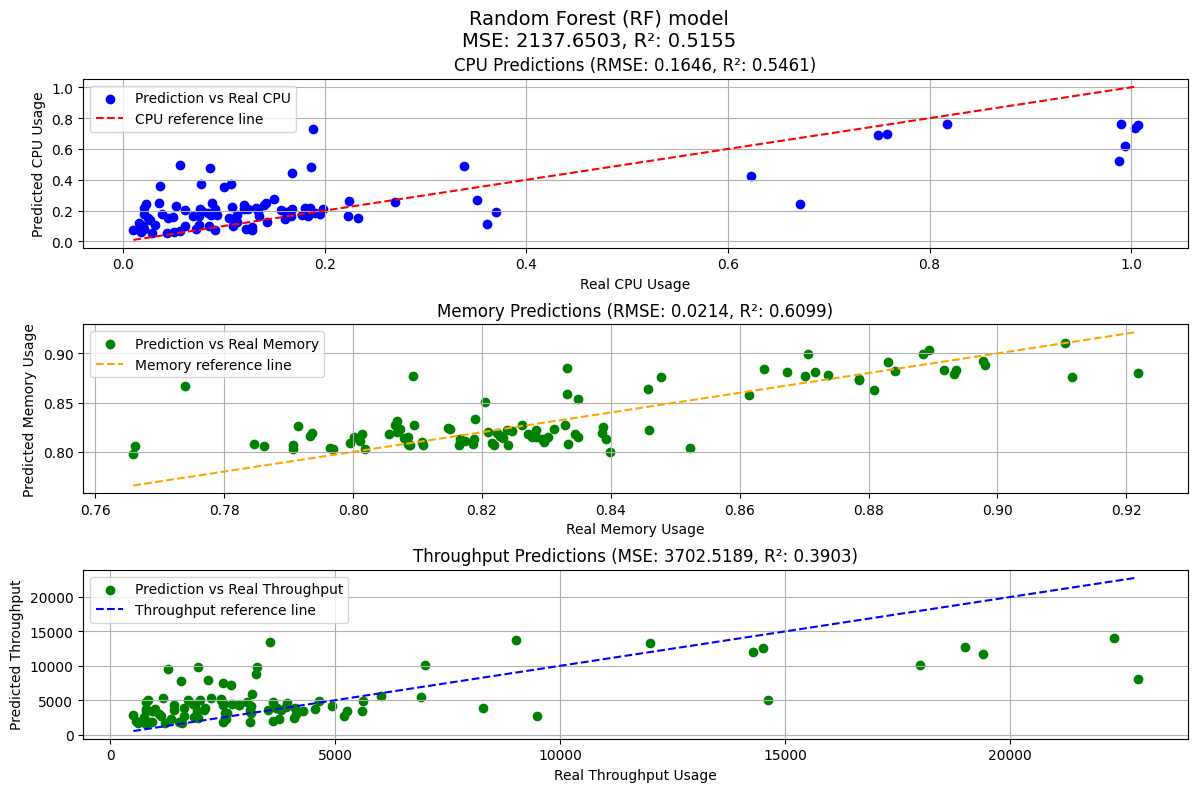 Random Forest (RF) model
MSE: 2137.6503, R²: 0.5155
CPU Predictions (RMSE: 0.1646, R²: 0.5461)
Predicted CPU Usage
1.0
0.8
0.6
0.4
0.2
0.0
Prediction vs Real CPU
CPU reference line
0.0 0.2 0.4 0.6 0.8 1.0
Real CPU Usage
Memory Predictions (RMSE: 0.0214, R²: 0.6099)
Predicted Memory Usage
0.90
0.85
0.80
Prediction vs Real Memory
Memory reference line
0.76 0.78 0.80 0.82 0.84 0.86 0.88 0.90 0.92
Real Memory Usage
Throughput Predictions (MSE: 3702.5189, R²: 0.3903)
Predicted Throughput
20000
15000
10000
5000
0
Prediction vs Real Throughput
Throughput reference line
0 5000 10000 15000 20000
Real Throughput Usage